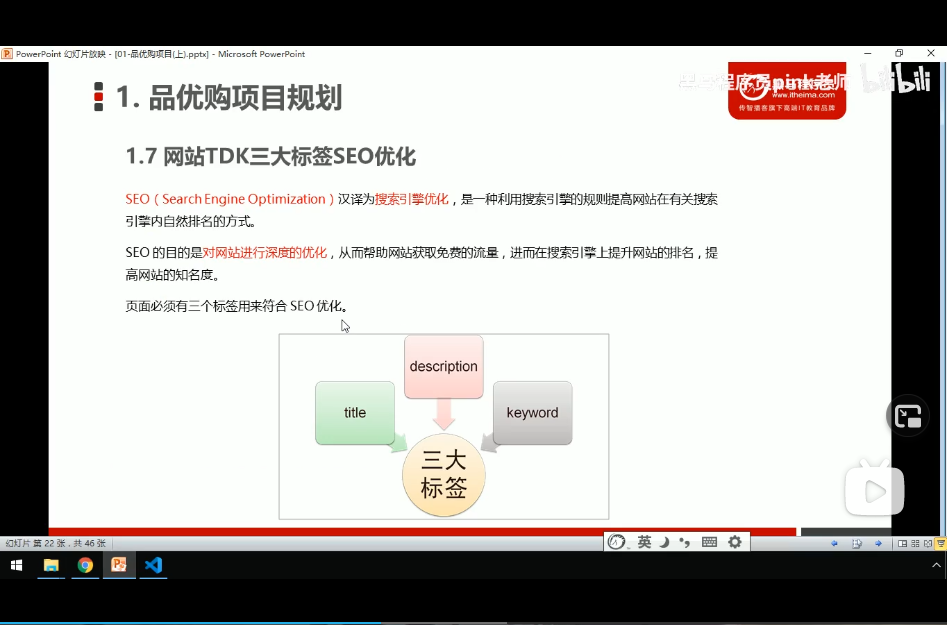 PowerPoint 幻灯片放映 - [01-品优购项目(上).pptx] - Microsoft PowerPoint
1. 品优购项目规划
程序员pink老师
bilibili
www.itheima.com
传智播客旗下高端IT教育品牌
1.7 网站TDK三大标签SEO优化
SEO（Search Engine Optimization）汉译为搜索引擎优化，是一种利用搜索引擎的规则提高网站在有关搜索
引擎内自然排名的方式。
SEO 的目的是对网站进行深度的优化，从而帮助网站获取免费的流量，进而在搜索引擎上提升网站的排名，提
高网站的知名度。
页面必须有三个标签用来符合 SEO 优化。
description
title
keyword
三大
标签
幻灯片 第 22 张，共 46 张
英